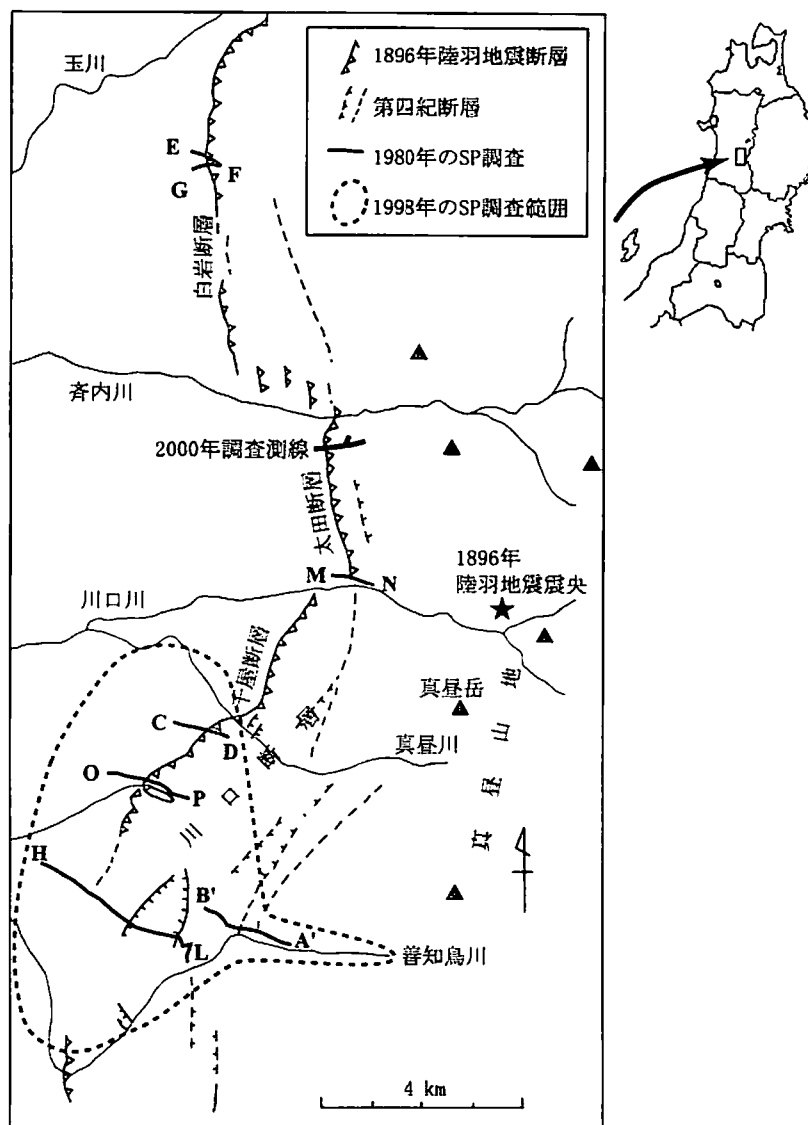 玉川
1896年陸羽地震断層
第四紀断層
1980年のSP調査
1998年のSP調査範囲
E
F
G
白岩断層
斉内川
2000年調査測線
太田断層
1896年
陸羽地震震央
M
N
川口川
千屋断層
真昼岳
真昼山地
C
D
真昼川
川断層
O
P
H
B'
A'
L
善知鳥川
4 km